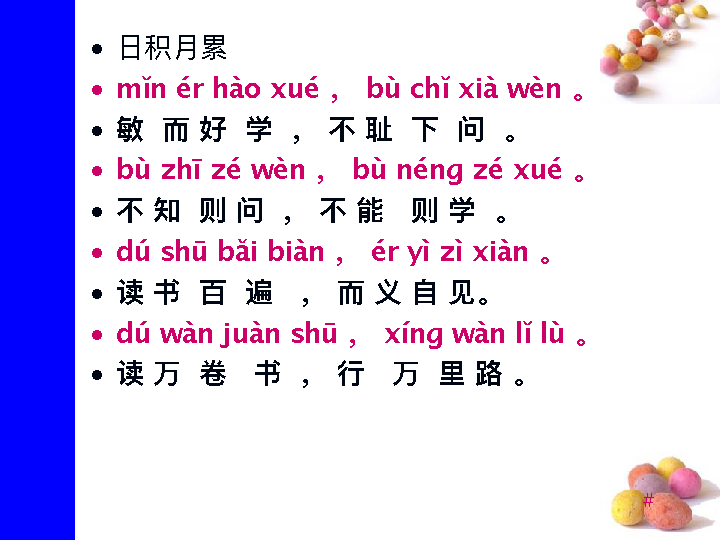 日积月累
mǐn ér hào xué ， bù chǐ xià wèn 。
敏 而 好 学 ， 不 耻 下 问 。
bù zhī zé wèn ， bù néng zé xué 。
不 知 则 问 ， 不 能 则 学 。
dú shū bǎi biàn ， ér yì zì xiàn 。
读 书 百 遍 ， 而 义 自 见。
dú wàn juàn shū ， xíng wàn lǐ lù 。
读 万 卷 书 ， 行 万 里 路 。
#